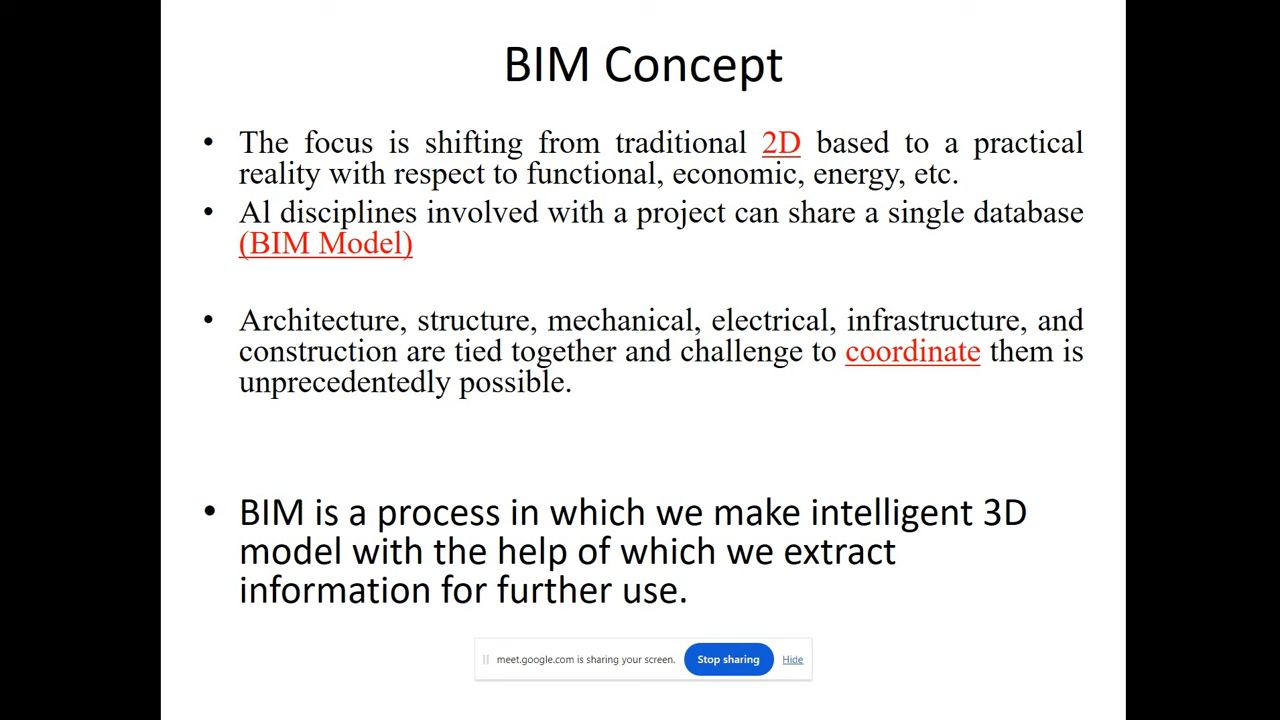 BIM Concept
• The focus is shifting from traditional 2D based to a practical
reality with respect to functional, economic, energy, etc.
• Al disciplines involved with a project can share a single database
(BIM Model)
• Architecture, structure, mechanical, electrical, infrastructure, and
construction are tied together and challenge to coordinate them is
unprecedentedly possible.
• BIM is a process in which we make intelligent 3D
model with the help of which we extract
information for further use.
meet.google.com is sharing your screen. Stop sharing Hide